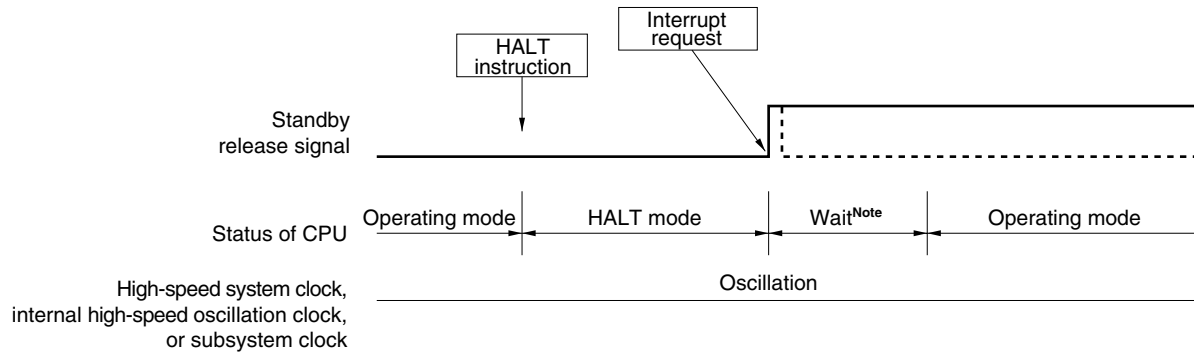 HALT
instruction
Interrupt
request
Standby
release signal
Status of CPU
Operating mode
HALT mode
WaitNote
Operating mode
High-speed system clock,
internal high-speed oscillation clock,
or subsystem clock
Oscillation